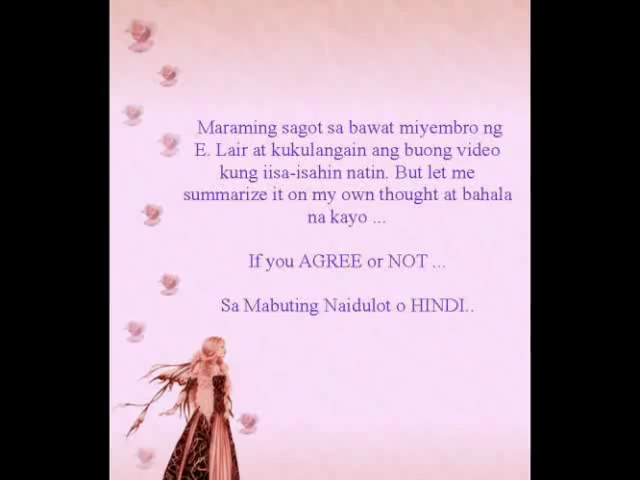 Maraming sagot sa bawat miyembro ng
E. Lair at kukulangain ang buong video
kung iisa-isahin natin. But let me
summarize it on my own thought at bahala
na kayo ...
If you AGREE or NOT ...
Sa Mabuting Naidulot o HINDI..